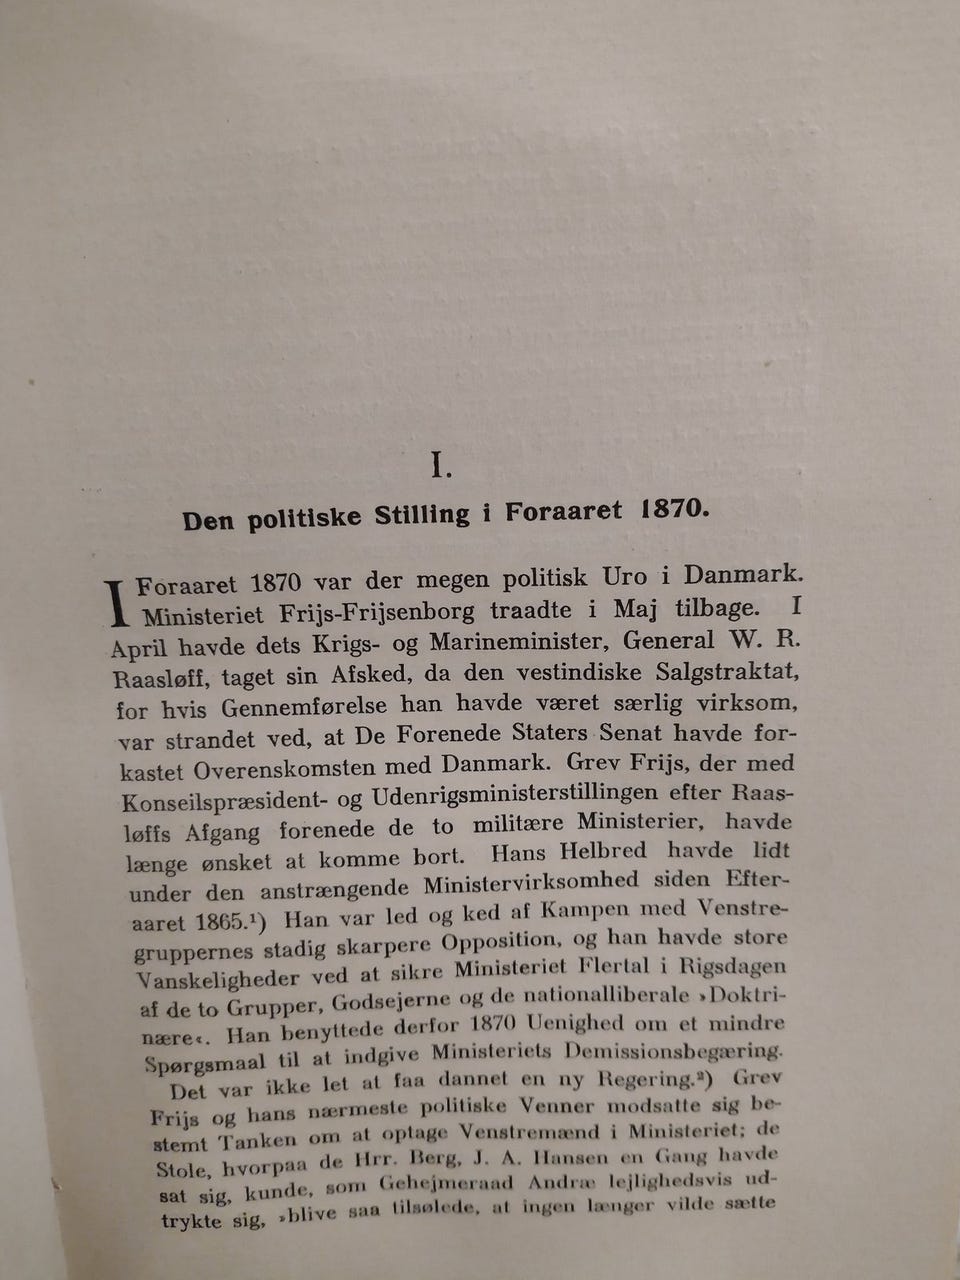 I.
Den politiske Stilling i Foraaret 1870.
I Foraaret 1870 var der megen politisk Uro i Danmark.
Ministeriet Frijs-Frijsenborg traadte i Maj tilbage. I
April havde dets Krigs- og Marineminister, General W. R.
Raasløff, taget sin Afsked, da den vestindiske Salgstraktat,
for hvis Gennemførelse han havde været særlig virksom,
var strandet ved, at De Forenede Staters Senat havde for-
kastet Overenskomsten med Danmark. Grev Frijs, der med
Konseilspræsident- og Udenrigsministerstillingen efter Raas-
løffs Afgang forenede de to militære Ministerier, havde
længe ønsket at komme bort. Hans Helbred havde lidt
under den anstrængende Ministervirksomhed siden Efter-
aaret 1865.¹) Han var led og ked af Kampen med Venstre-
gruppernes stadig skarpere Opposition, og han havde store
Vanskeligheder ved at sikre Ministeriet Flertal i Rigsdagen
af de to Grupper, Godsejerne og de nationalliberale »Doktri-
nære«. Han benyttede derfor 1870 Uenighed om et mindre
Spørgsmaal til at indgive Ministeriets Demissionsbegæring.
Det var ikke let at faa dannet en ny Regering.²) Grev
Frijs og hans nærmeste politiske Venner modsatte sig be-
stemt Tanken om at optage Venstremænd i Ministeriet; de
Stole, hvorpaa de Hrr. Berg, J. A. Hansen en Gang havde
sat sig, kunde, som Gehejmeraad Andræ lejlighedsvis ud-
trykte sig, »blive saa tilsølede, at ingen længer vilde sætte